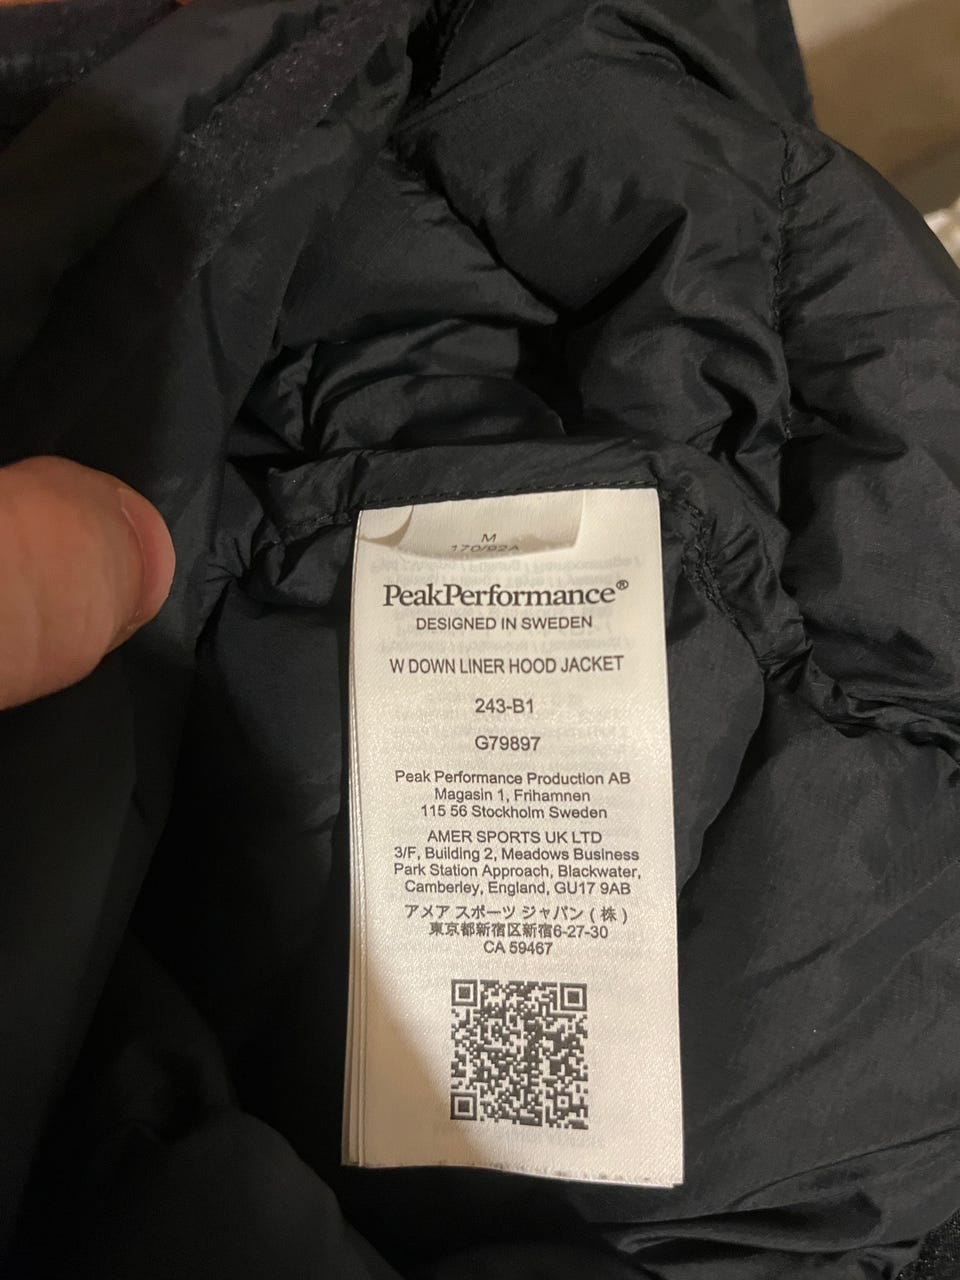 M
170/92A
PeakPerformance®
DESIGNED IN SWEDEN
W DOWN LINER HOOD JACKET
243-B1
G79897
Peak Performance Production AB
Magasin 1, Frihamnen
115 56 Stockholm Sweden
AMER SPORTS UK LTD
3/F, Building 2, Meadows Business
Park Station Approach, Blackwater,
Camberley, England, GU17 9AB
アメア スポーツ ジャパン ( 株 )
東京都新宿区新宿6-27-30
CA 59467